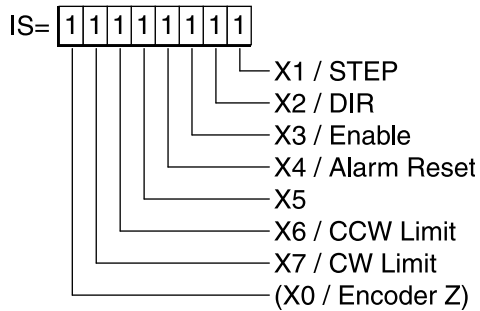 IS= 1 1 1 1 1 1 1 1
X1 / STEP
X2 / DIR
X3 / Enable
X4 / Alarm Reset
X5
X6 / CCW Limit
X7 / CW Limit
(X0 / Encoder Z)